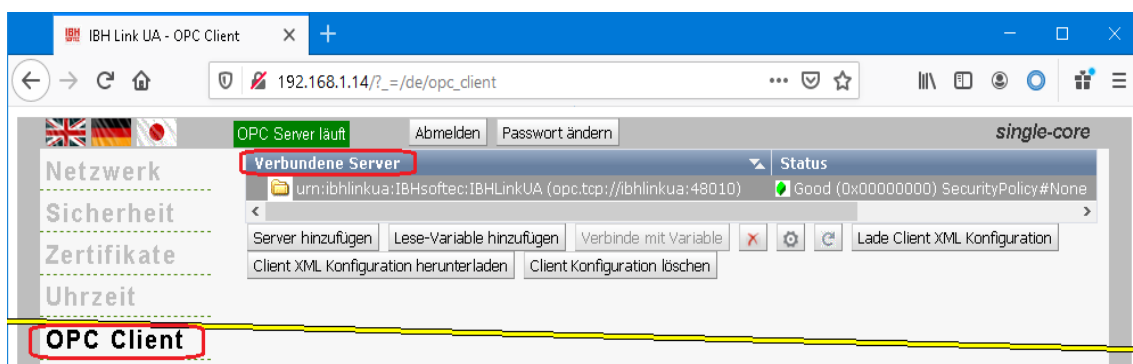 IBH Link UA - OPC Client
192.168.1.14/?_=/de/opc_client
OPC Server läuft Abmelden Passwort ändern single-core
Netzwerk
Verbundene Server Status
urn:ibhlinkua:IBHsoftec:IBHLinkUA (opc.tcp://ibhlinkua:48010) Good (0x00000000) SecurityPolicy#None
Sicherheit
Server hinzufügen Lese-Variable hinzufügen Verbinde mit Variable Lade Client XML Konfiguration
Zertifikate
Client XML Konfiguration herunterladen Client Konfiguration löschen
Uhrzeit
OPC Client